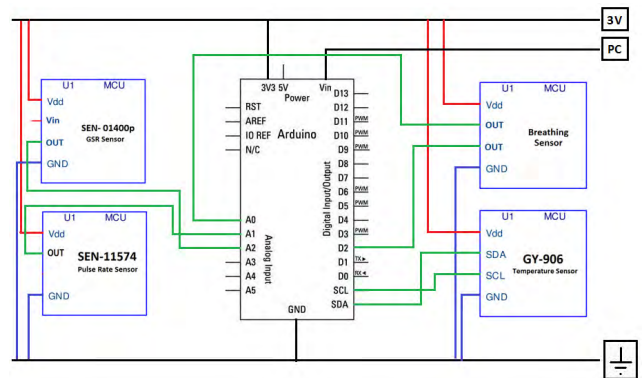 3V
PC
U1 MCU
Vdd
Vin
OUT
GND
SEN- 01400p
GSR Sensor
U1 MCU
Vdd
OUT
GND
SEN-11574
Pulse Rate Sensor
3V3 5V Vin
Power
RST
AREF
IO REF
N/C
Arduino
A0
A1
A2
A3
A4
A5
Analog Input
Digital Input/Output
D13
D12
D11 PWM
D10 PWM
D9 PWM
D8
D7
D6 PWM
D5 PWM
D4
D3 PWM
D2
D1 TX▶
D0 RX◀
SCL
SDA
GND
U1 MCU
Vdd
OUT
OUT
GND
Breathing
Sensor
U1 MCU
Vdd
SDA
SCL
GND
GY-906
Temperature Sensor